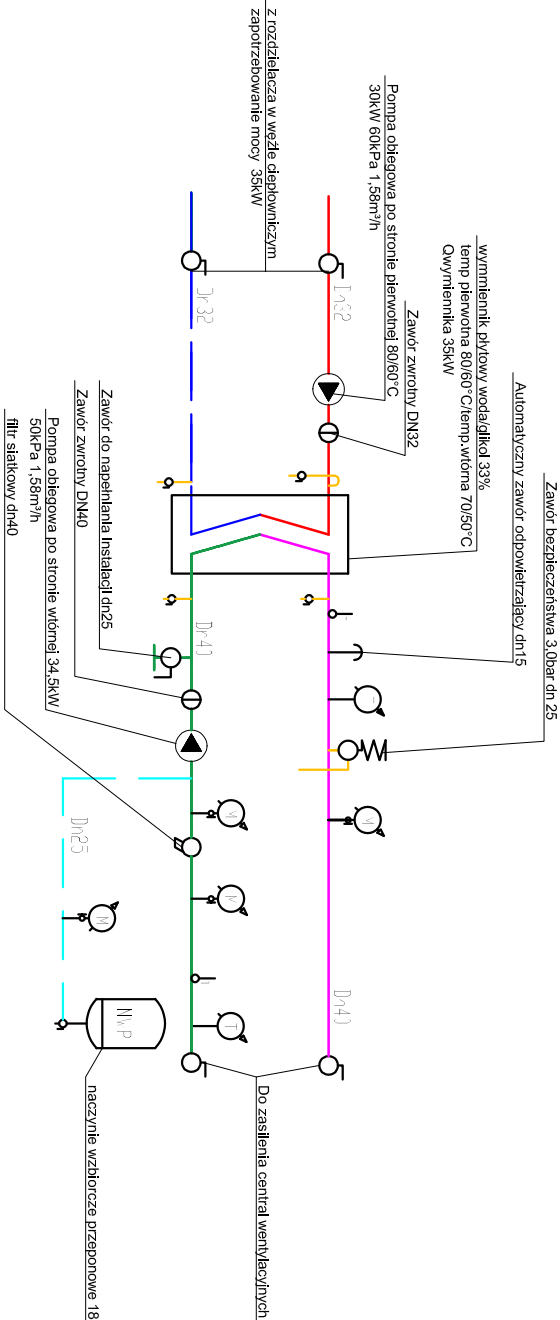 Zawór bezpieczeństwa 3,0bar dn 25
Automatyczny zawór odpowietrzający dn15
wymmiennik płytowy woda/glikol 33%
temp pierwotna 80/60°C/temp.wtórna 70/50°C
Qwymiennika 35kW
Zawór zwrotny DN32
Pompa obiegowa po stronie pierwotnej 80/60°C
30kW 60kPa 1,58m³/h
z rozdzielacza w węźle ciepłowniczym
zapotrzebowanie mocy 35kW
Dn32
Dn32
T
M
Dn40
Dn40
M
M
T
Dn25
M
NWP
Do zasilenia central wentylacyjnych
Zawór do napełniania Instalacji dn25
Zawór zwrotny DN40
Pompa obiegowa po stronie wtórnej 34,5kW
50kPa 1,58m³/h
filtr siatkowy dn40
naczynie wzbiorcze przeponowe 18